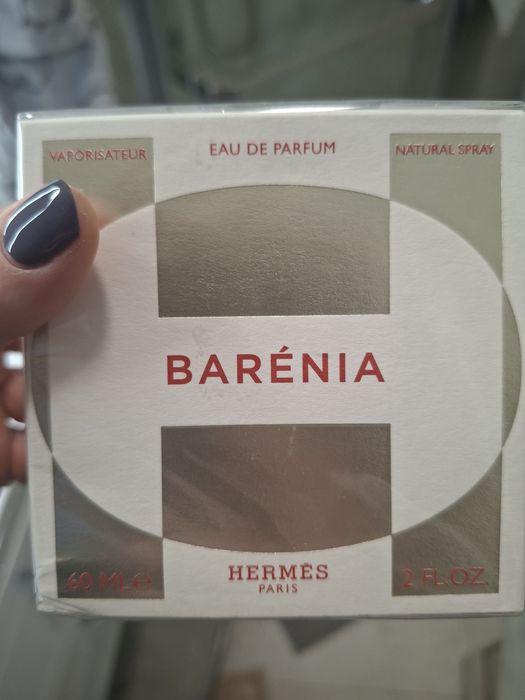 VAPORISATEUR
EAU DE PARFUM
NATURAL SPRAY
BARÉNIA
60 ML ℮
HERMÈS
PARIS
2 FL.OZ.